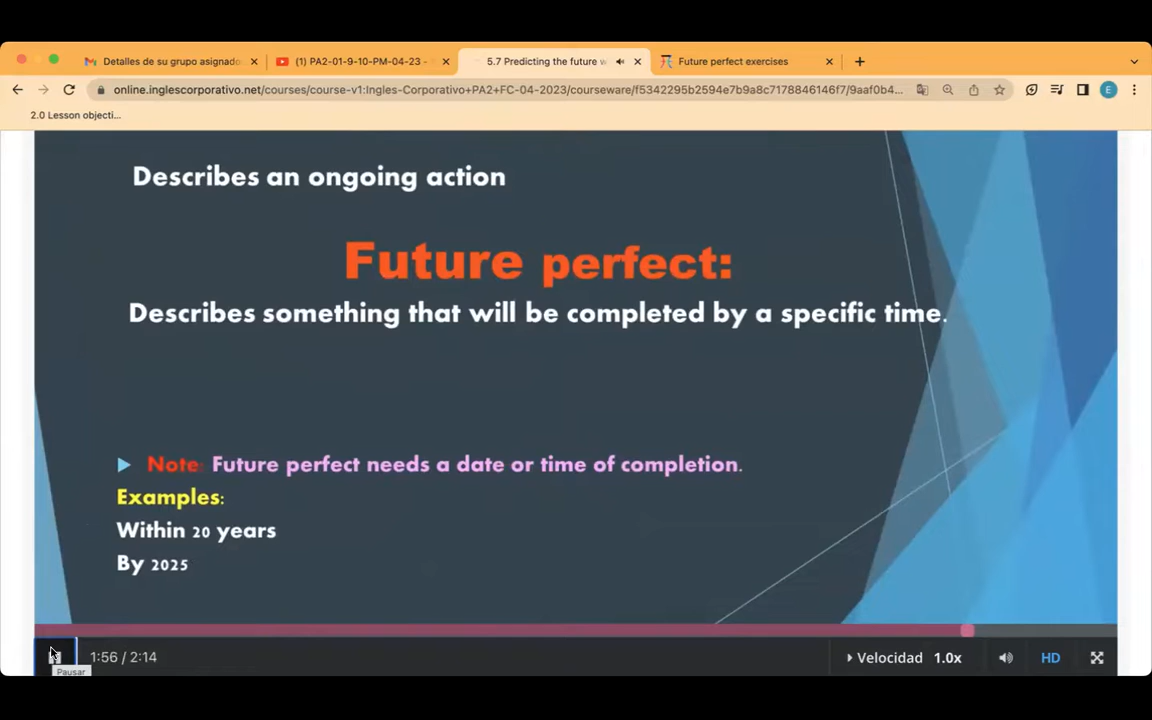 Detalles de su grupo asignado
(1) PA2-01-9-10-PM-04-23 -
5.7 Predicting the future w
Future perfect exercises
online.inglescorporativo.net/courses/course-v1:Ingles-Corporativo+PA2+FC-04-2023/courseware/f5342295b2594e7b9a8c7178846146f7/9aaf0b4...
E
2.0 Lesson objecti...
Describes an ongoing action
Future perfect:
Describes something that will be completed by a specific time.
Note: Future perfect needs a date or time of completion.
Examples:
Within 20 years
By 2025
1:56 / 2:14
Velocidad 1.0x
HD
Pausar